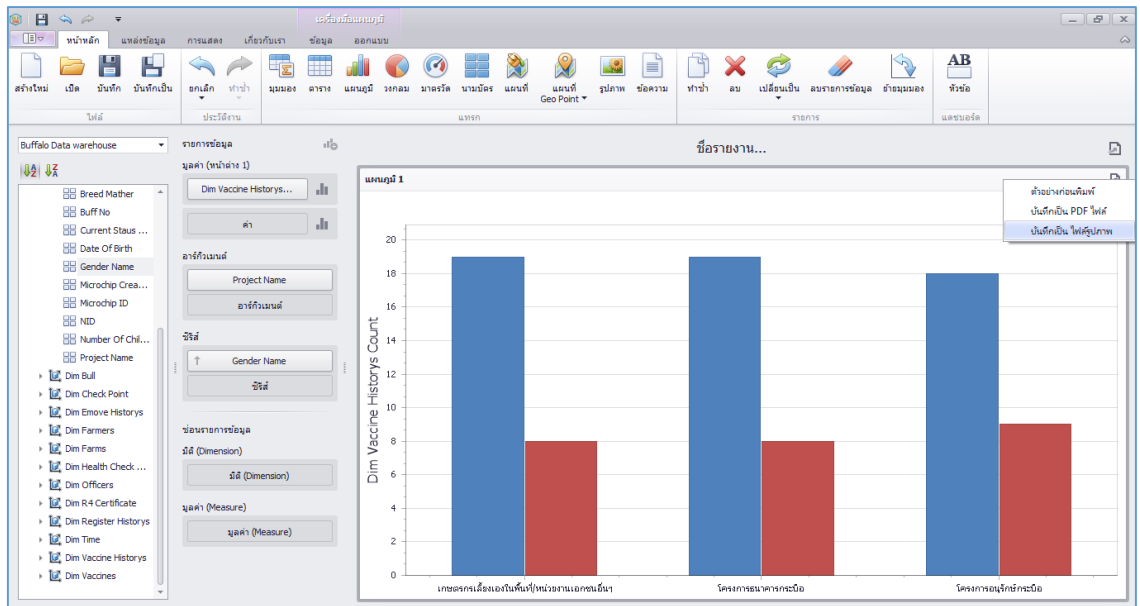 เครื่องมือแผนภูมิ
หน้าหลัก แหล่งข้อมูล การแสดง เกี่ยวกับเรา ข้อมูล ออกแบบ
สร้างใหม่ เปิด บันทึก บันทึกเป็น ยกเลิก ทำซ้ำ มุมมอง ตาราง แผนภูมิ วงกลม มาตรวัด นามบัตร แผนที่ แผนที่ รูปภาพ ข้อความ ทำซ้ำ ลบ เปลี่ยนเป็น ลบรายการข้อมูล ย้ายมุมมอง หัวข้อ
Geo Point
ไฟล์ ประวัติงาน แทรก รายการ แดชบอร์ด
AB
Buffalo Data warehouse
Breed Mather
Buff No
Current Staus ...
Date Of Birth
Gender Name
Microchip Crea...
Microchip ID
NID
Number Of Chil...
Project Name
Dim Bull
Dim Check Point
Dim Emove Historys
Dim Farmers
Dim Farms
Dim Health Check ...
Dim Officers
Dim R4 Certificate
Dim Register Historys
Dim Time
Dim Vaccine Historys
Dim Vaccines
รายการข้อมูล
มูลค่า (หน้าต่าง 1)
Dim Vaccine Historys...
ค่า
อาร์กิวเมนต์
Project Name
อาร์กิวเมนต์
ซีรีส์
Gender Name
ซีรีส์
ซ่อนรายการข้อมูล
มิติ (Dimension)
มิติ (Dimension)
มูลค่า (Measure)
มูลค่า (Measure)
ชื่อรายงาน...
แผนภูมิ 1
ตัวอย่างก่อนพิมพ์
บันทึกเป็น PDF ไฟล์
บันทึกเป็น ไฟล์รูปภาพ
Dim Vaccine Historys Count
20
18
16
14
12
10
8
6
4
2
0
เกษตรกรเลี้ยงเองในพื้นที่/หน่วยงานเอกชนอื่นๆ โครงการธนาคารกระบือ โครงการอนุรักษ์กระบือ